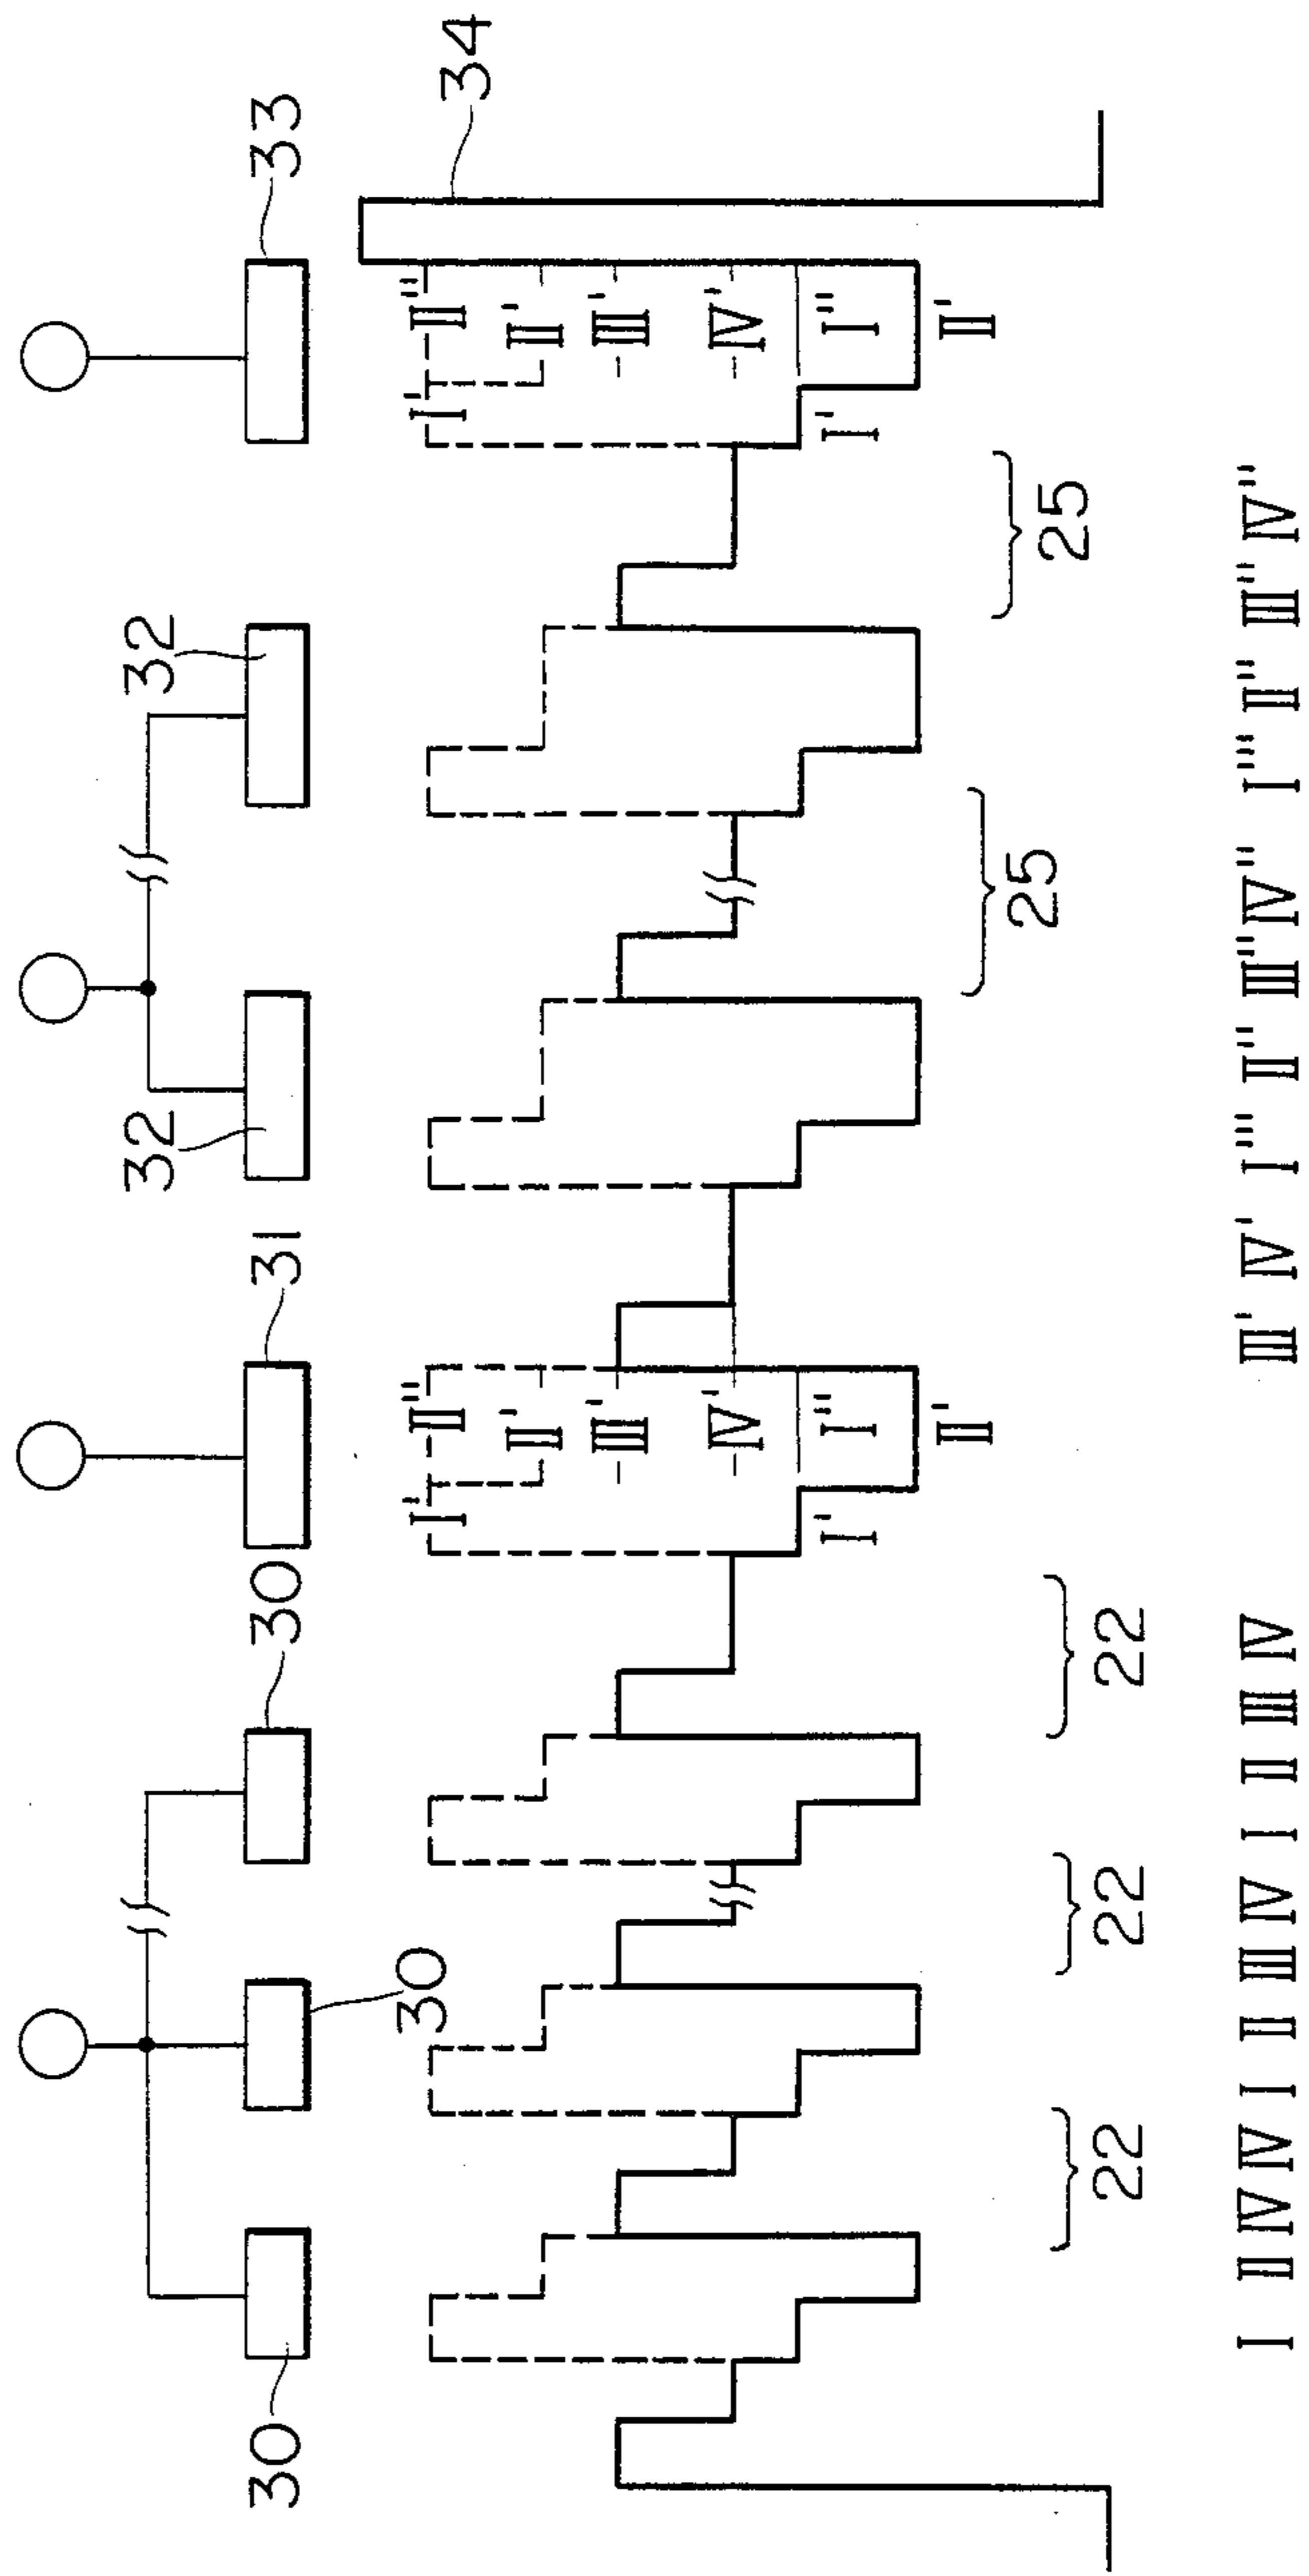 32 32
30 30 31 33
30 34
I' II'' I' II''
II' II'
III' III'
IV' IV'
I' I'' I' I''
II' II'
25 25
22 22 22
I II IV IV I II III IV I II III IV III' IV' I''' II'' III'' IV'' I''' II'' III'' IV''